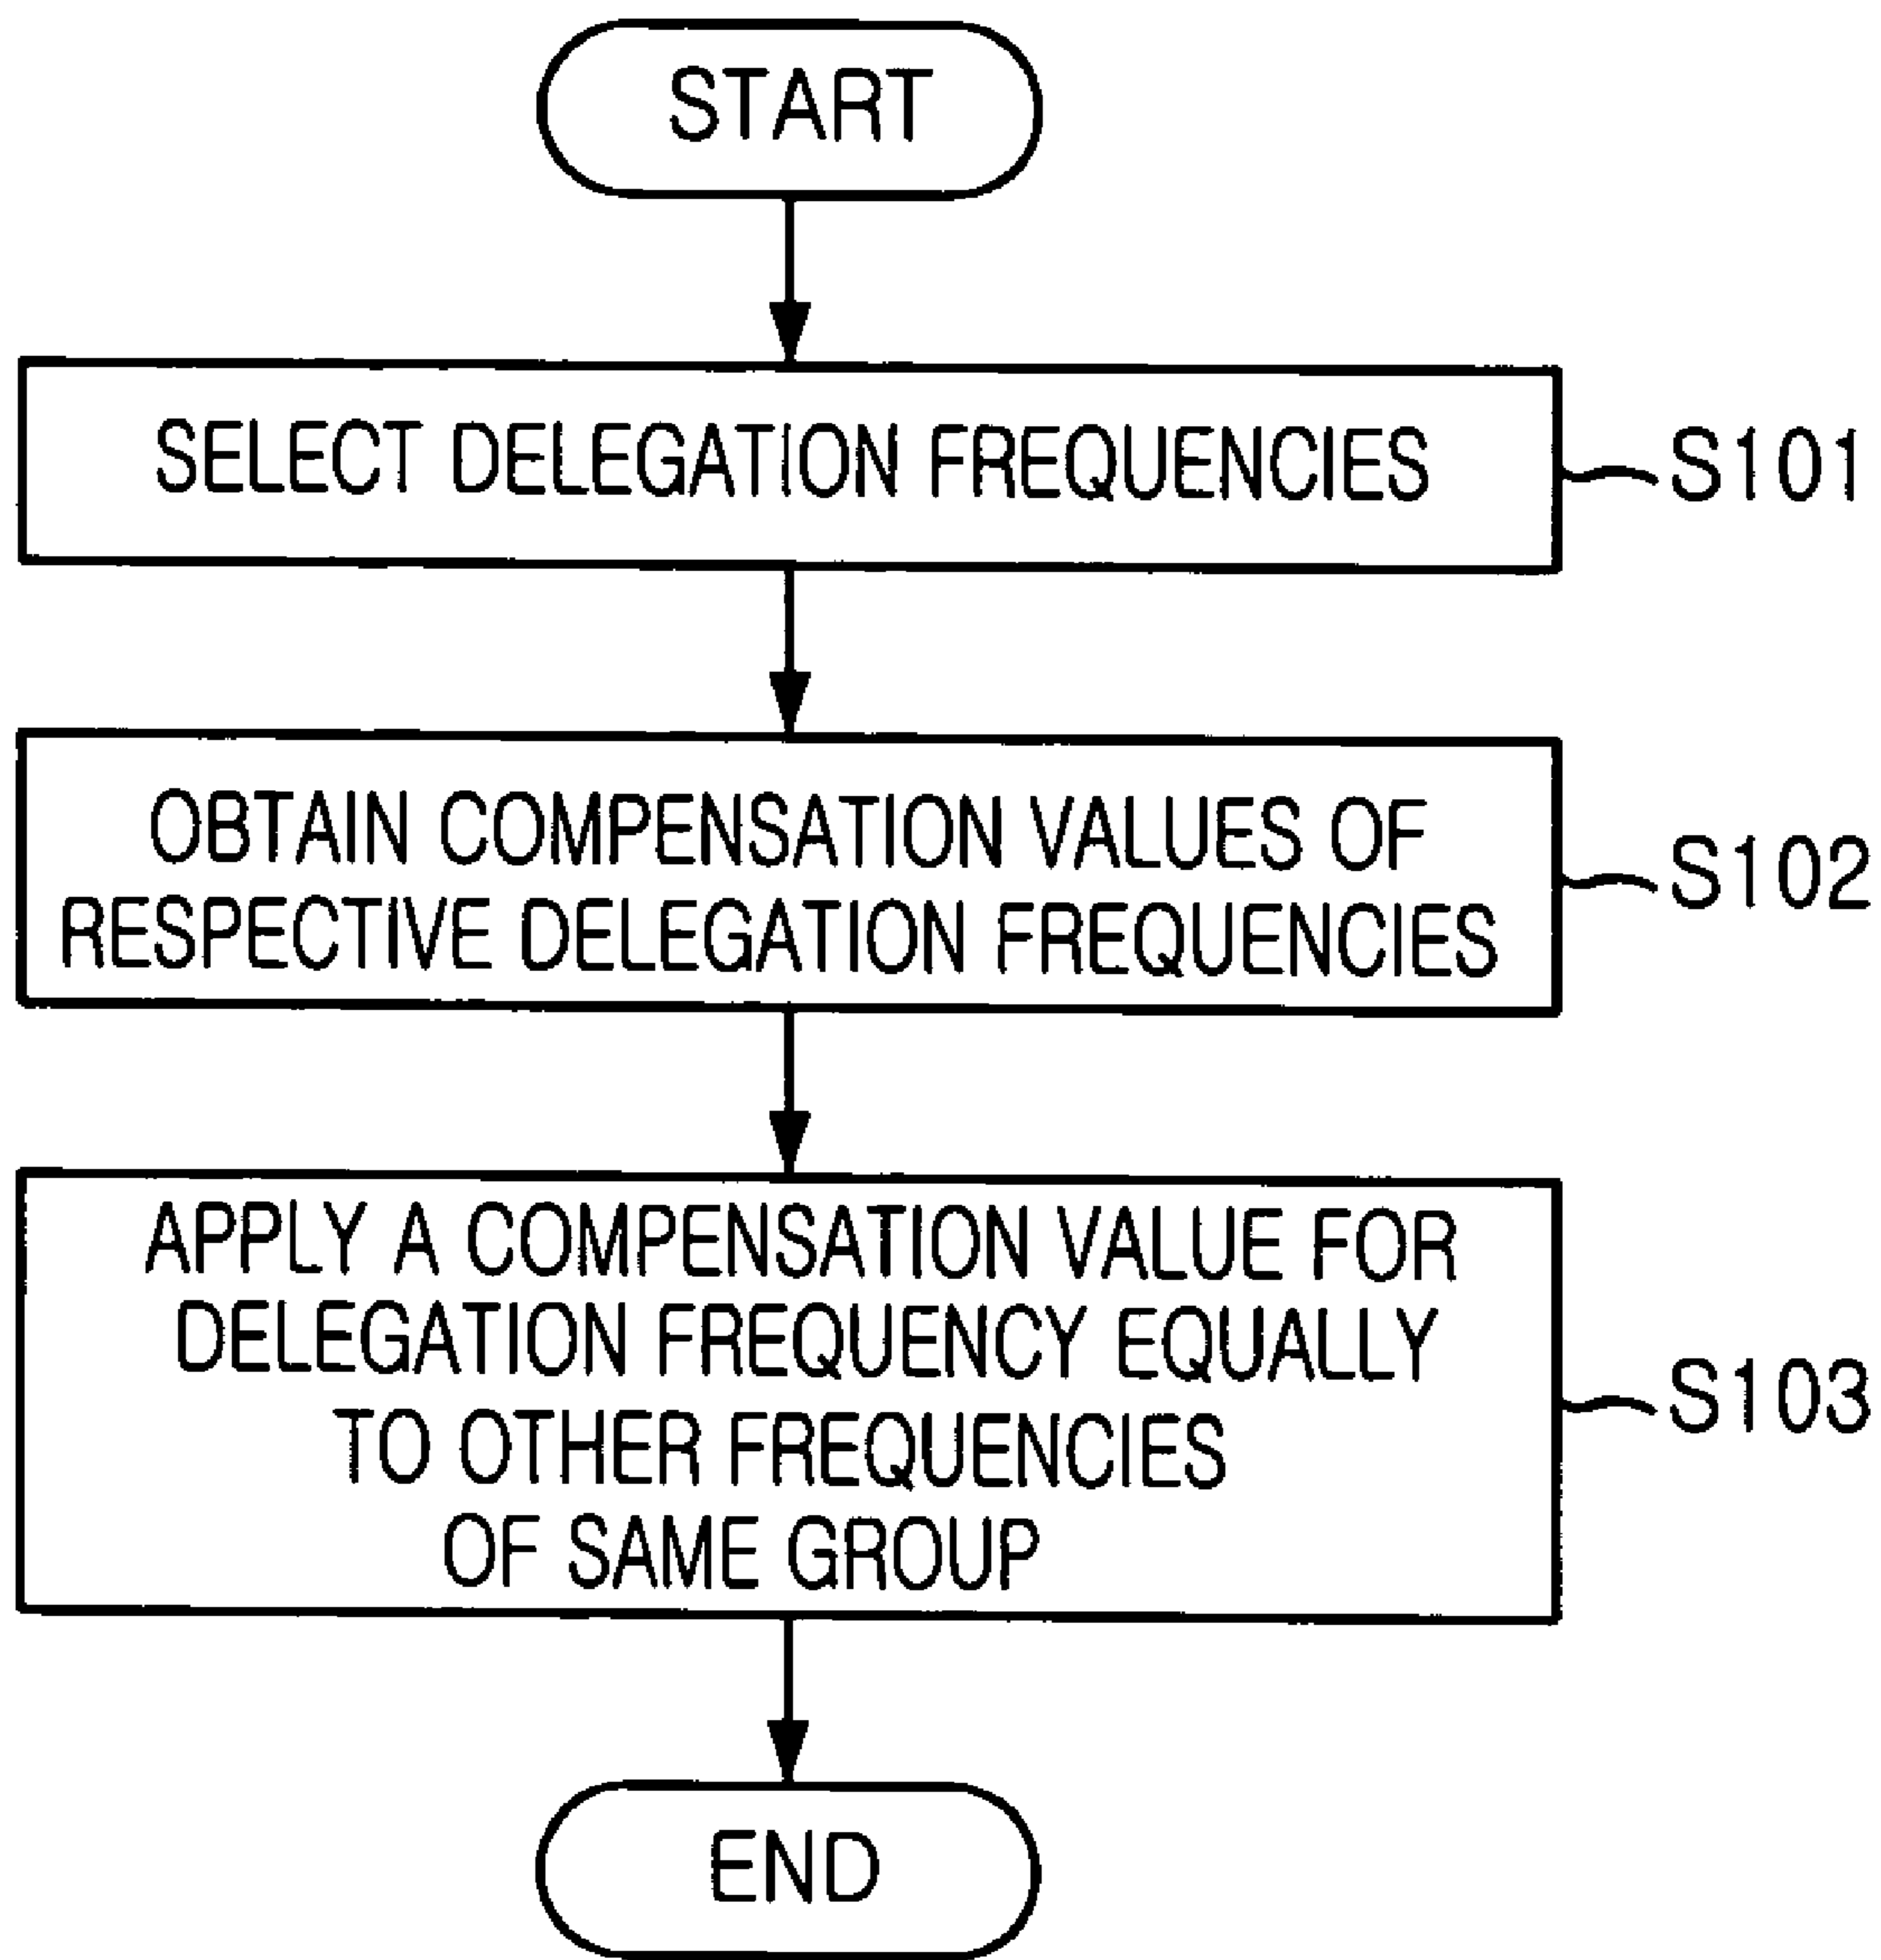 START
SELECT DELEGATION FREQUENCIES
S101
OBTAIN COMPENSATION VALUES OF
RESPECTIVE DELEGATION FREQUENCIES
S102
APPLY A COMPENSATION VALUE FOR
DELEGATION FREQUENCY EQUALLY
TO OTHER FREQUENCIES
OF SAME GROUP
S103
END